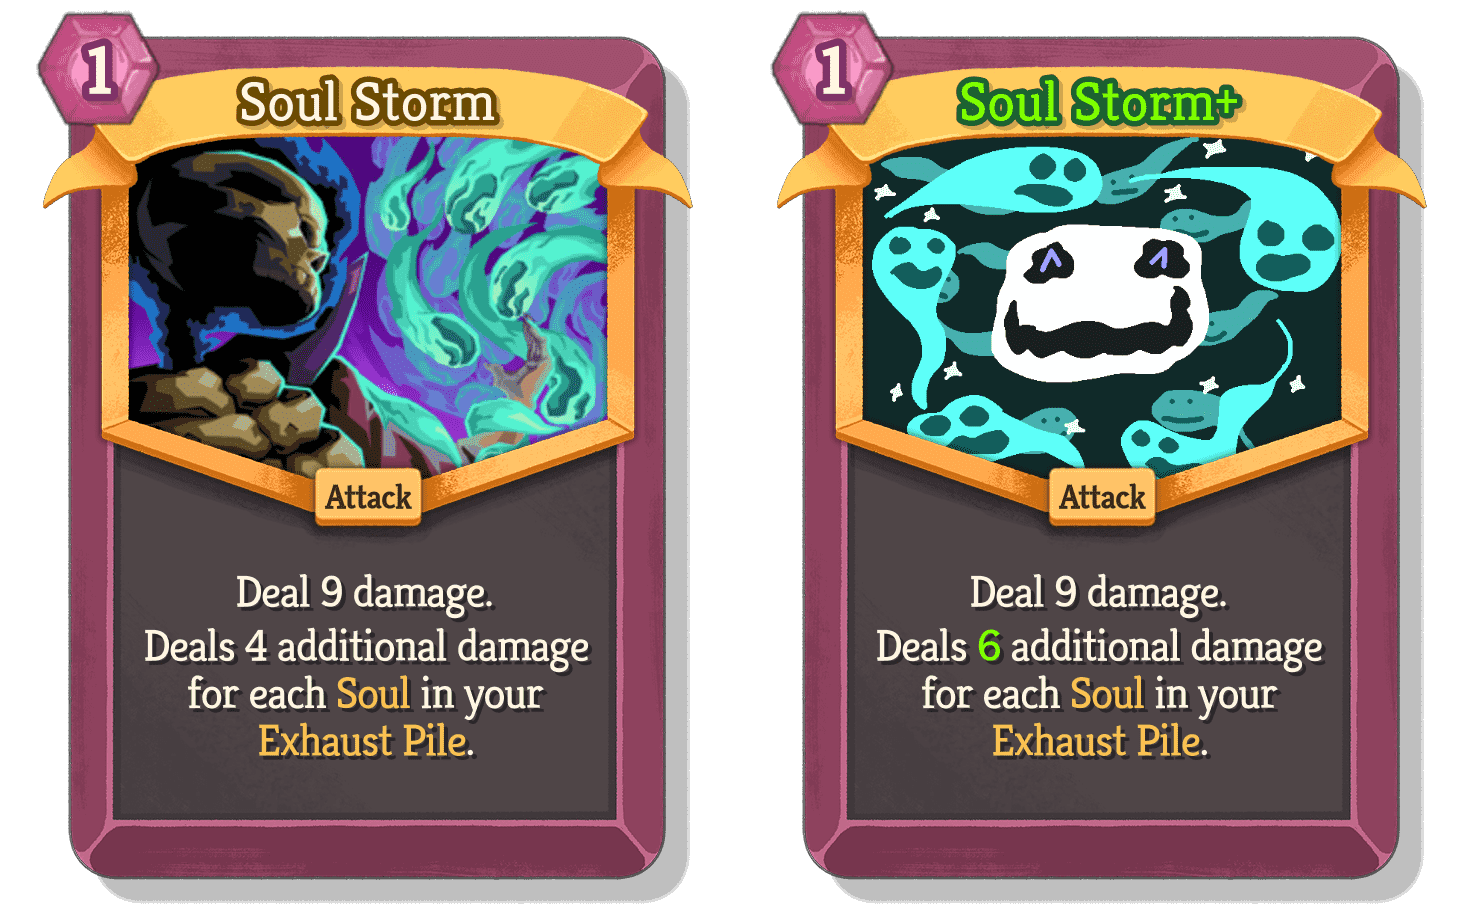 1
Soul Storm
Attack
Deal 9 damage.
Deals 4 additional damage
for each Soul in your
Exhaust Pile.
1
Soul Storm+
Attack
Deal 9 damage.
Deals 6 additional damage
for each Soul in your
Exhaust Pile.